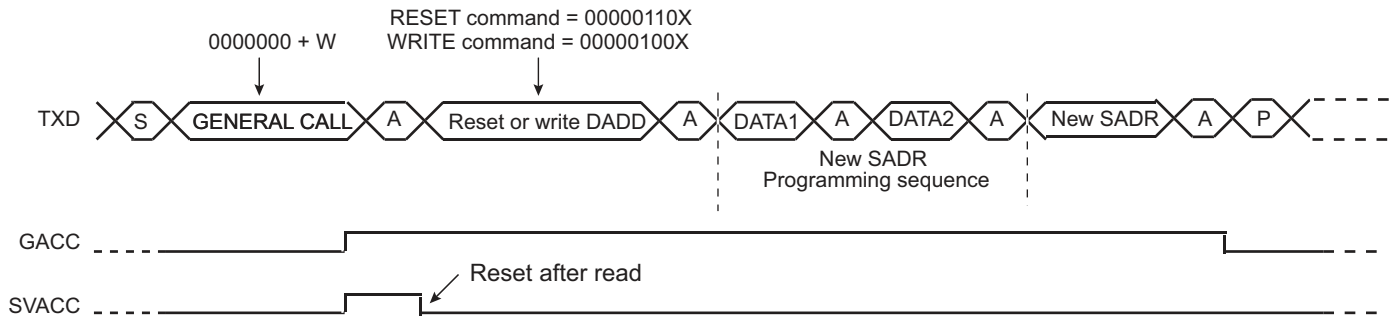 RESET command = 00000110X
0000000 + W
WRITE command = 00000100X
TXD
S
GENERAL CALL
A
Reset or write DADD
A
DATA1
A
DATA2
A
New SADR
A
P
New SADR
Programming sequence
GACC
Reset after read
SVACC